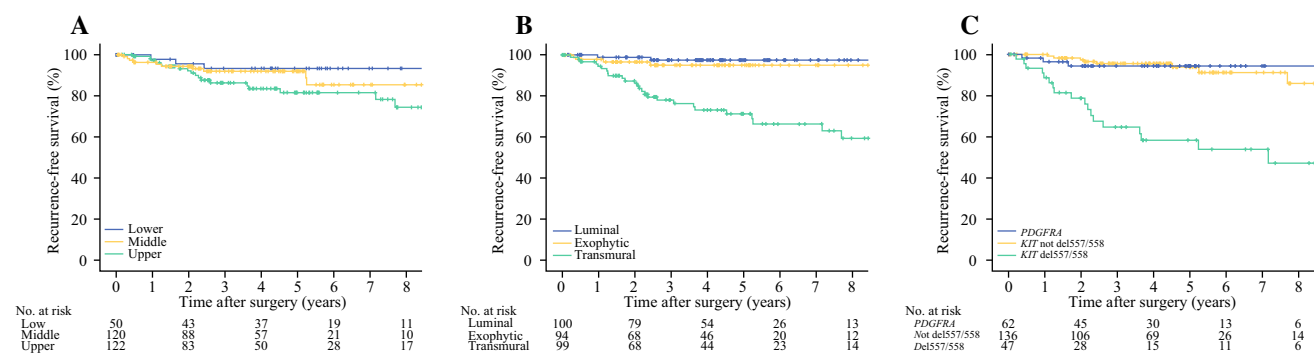 A
Recurrence-free survival (%)
100
80
60
40
20
0
Lower
Middle
Upper
0 1 2 3 4 5 6 7 8
Time after surgery (years)
No. at risk
Low 50 43 37 19 11
Middle 120 88 57 21 10
Upper 122 83 50 28 17
B
Recurrence-free survival (%)
100
80
60
40
20
0
Luminal
Exophytic
Transmural
0 1 2 3 4 5 6 7 8
Time after surgery (years)
No. at risk
Luminal 100 79 54 26 13
Exophytic 94 68 46 20 12
Transmural 99 68 44 23 14
C
Recurrence-free survival (%)
100
80
60
40
20
0
PDGFRA
KIT not del557/558
KIT del557/558
0 1 2 3 4 5 6 7 8
Time after surgery (years)
No. at risk
PDGFRA 62 45 30 13 6
Not del557/558 136 106 69 26 14
Del557/558 47 28 15 11 6